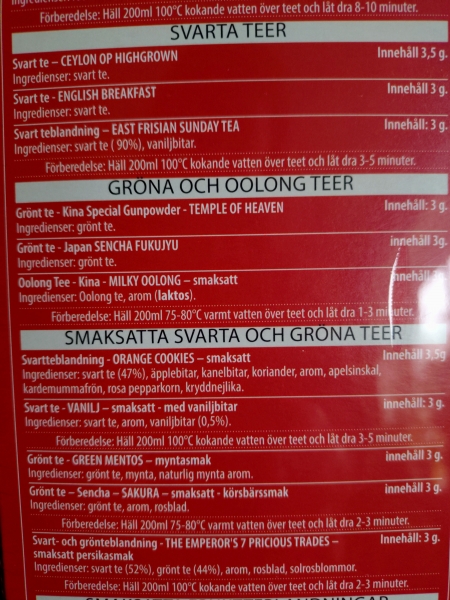 Förberedelse: Häll 200ml 100°C kokande vatten över teet och låt dra 8-10 minuter.
SVARTA TEER
Svart te – CEYLON OP HIGHGROWN Innehåll 3,5 g.
Ingredienser: svart te.
Svart te - ENGLISH BREAKFAST Innehåll: 3 g.
Ingredienser: svart te.
Svart teblandning – EAST FRISIAN SUNDAY TEA Innehåll: 3 g.
Ingredienser: svart te ( 90%), vaniljbitar.
Förberedelse: Häll 200ml 100°C kokande vatten över teet och låt dra 3-5 minuter.
GRÖNA OCH OOLONG TEER
Grönt te - Kina Special Gunpowder - TEMPLE OF HEAVEN Innehåll: 3 g.
Ingredienser: grönt te.
Grönt te - Japan SENCHA FUKUJYU innehåll 3g.
Ingredienser: grönt te.
Oolong Tee - Kina - MILKY OOLONG – smaksatt innehåll 3g.
Ingredienser: Oolong te, arom (laktos).
Förberedelse: Häll 200ml 75-80°C varmt vatten över teet och låt dra 1-3 minuter.
SMAKSATTA SVARTA OCH GRÖNA TEER
Svartteblandning - ORANGE COOKIES – smaksatt Innehåll 3,5g
Ingredienser: svart te (47%), äpplebitar, kanelbitar, koriander, arom, apelsinskal,
kardemummafrön, rosa pepparkorn, kryddnejlika.
Svart te - VANILJ – smaksatt - med vaniljbitar innehåll: 3 g.
Ingredienser: svart te, arom, vaniljbitar (0,5%).
Förberedelse: Häll 200ml 100°C kokande vatten över teet och låt dra 3-5 minuter.
Grönt te - GREEN MENTOS – myntasmak innehåll 3 g.
Ingredienser: grönt te, mynta, naturlig mynta arom.
Grönt te – Sencha – SAKURA – smaksatt - körsbärssmak innehåll 3 g.
Ingredienser: grönt te, arom, rosblad.
Förberedelse: Häll 200ml 75-80°C varmt vatten över teet och låt dra 2-3 minuter.
Svart- och grönteblandning - THE EMPEROR'S 7 PRICIOUS TRADES – Innehåll: 3 g.
smaksatt persikasmak
Ingredienser: svart te (52%), grönt te (44%), arom, rosblad, solrosblommor.
Förberedelse: Häll 200ml 100°C kokande vatten över teet och låt dra 2-3 minuter.